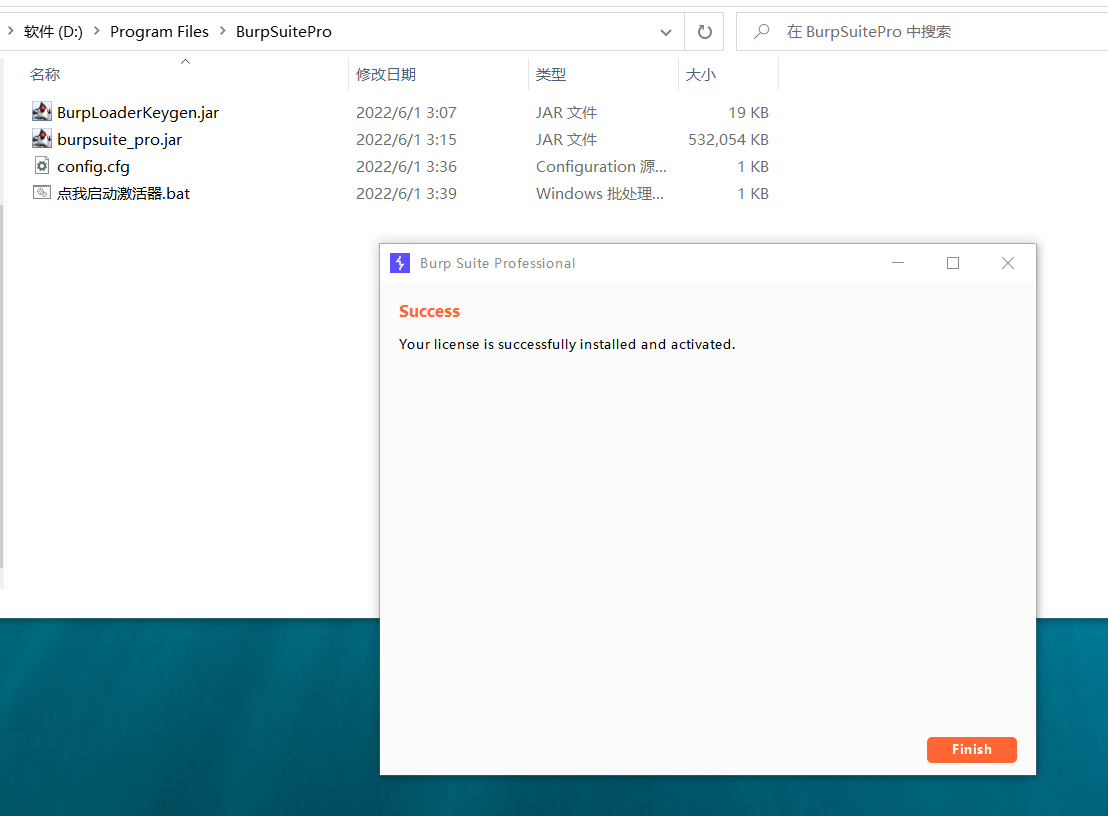 软件 (D:) > Program Files > BurpSuitePro
在 BurpSuitePro 中搜索
名称 修改日期 类型 大小
BurpLoaderKeygen.jar 2022/6/1 3:07 JAR 文件 19 KB
burpsuite_pro.jar 2022/6/1 3:15 JAR 文件 532,054 KB
config.cfg 2022/6/1 3:36 Configuration 源... 1 KB
点我启动激活器.bat 2022/6/1 3:39 Windows 批处理... 1 KB
Burp Suite Professional
Success
Your license is successfully installed and activated.
Finish